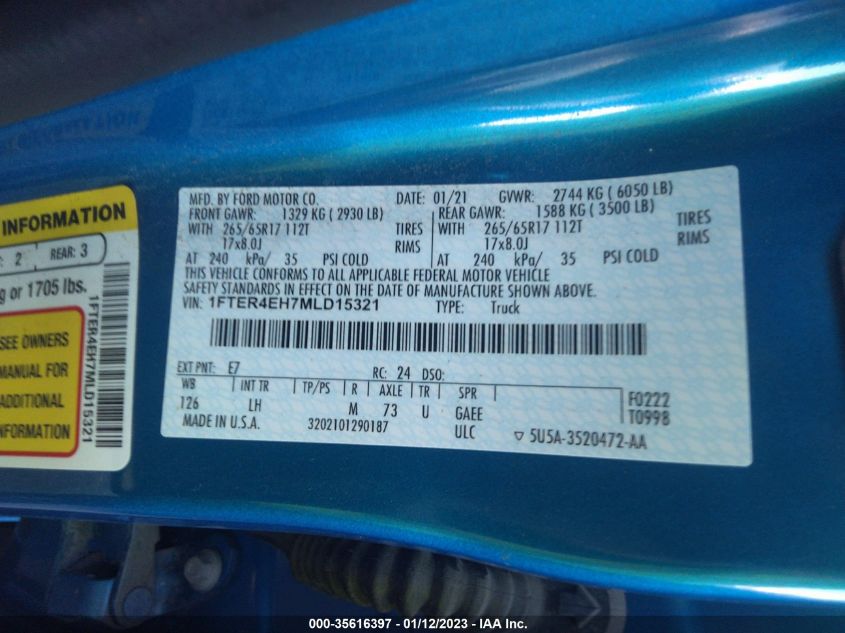 INFORMATION
2 REAR: 3
g or 1705 lbs.
SEE OWNERS
MANUAL FOR
ADDITIONAL
INFORMATION
1FTER4EH7MLD15321
MFD. BY FORD MOTOR CO. DATE: 01/21 GVWR: 2744 KG ( 6050 LB)
FRONT GAWR: 1329 KG ( 2930 LB) REAR GAWR: 1588 KG ( 3500 LB)
WITH 265/65R17 112T TIRES WITH 265/65R17 112T TIRES
17x8.0J RIMS 17x8.0J RIMS
AT 240 kPa/ 35 PSI COLD AT 240 kPa/ 35 PSI COLD
THIS VEHICLE CONFORMS TO ALL APPLICABLE FEDERAL MOTOR VEHICLE
SAFETY STANDARDS IN EFFECT ON THE DATE OF MANUFACTURE SHOWN ABOVE.
VIN: 1FTER4EH7MLD15321 TYPE: Truck
EXT PNT: E7 RC: 24 DSO:
WB INT TR TP/PS R AXLE TR SPR
126 LH M 73 U GAEE F0222
T0998
MADE IN U.S.A. 3202101290187 ULC ▽ 5U5A-3520472-AA
000-35616397 - 01/12/2023 - IAA Inc.